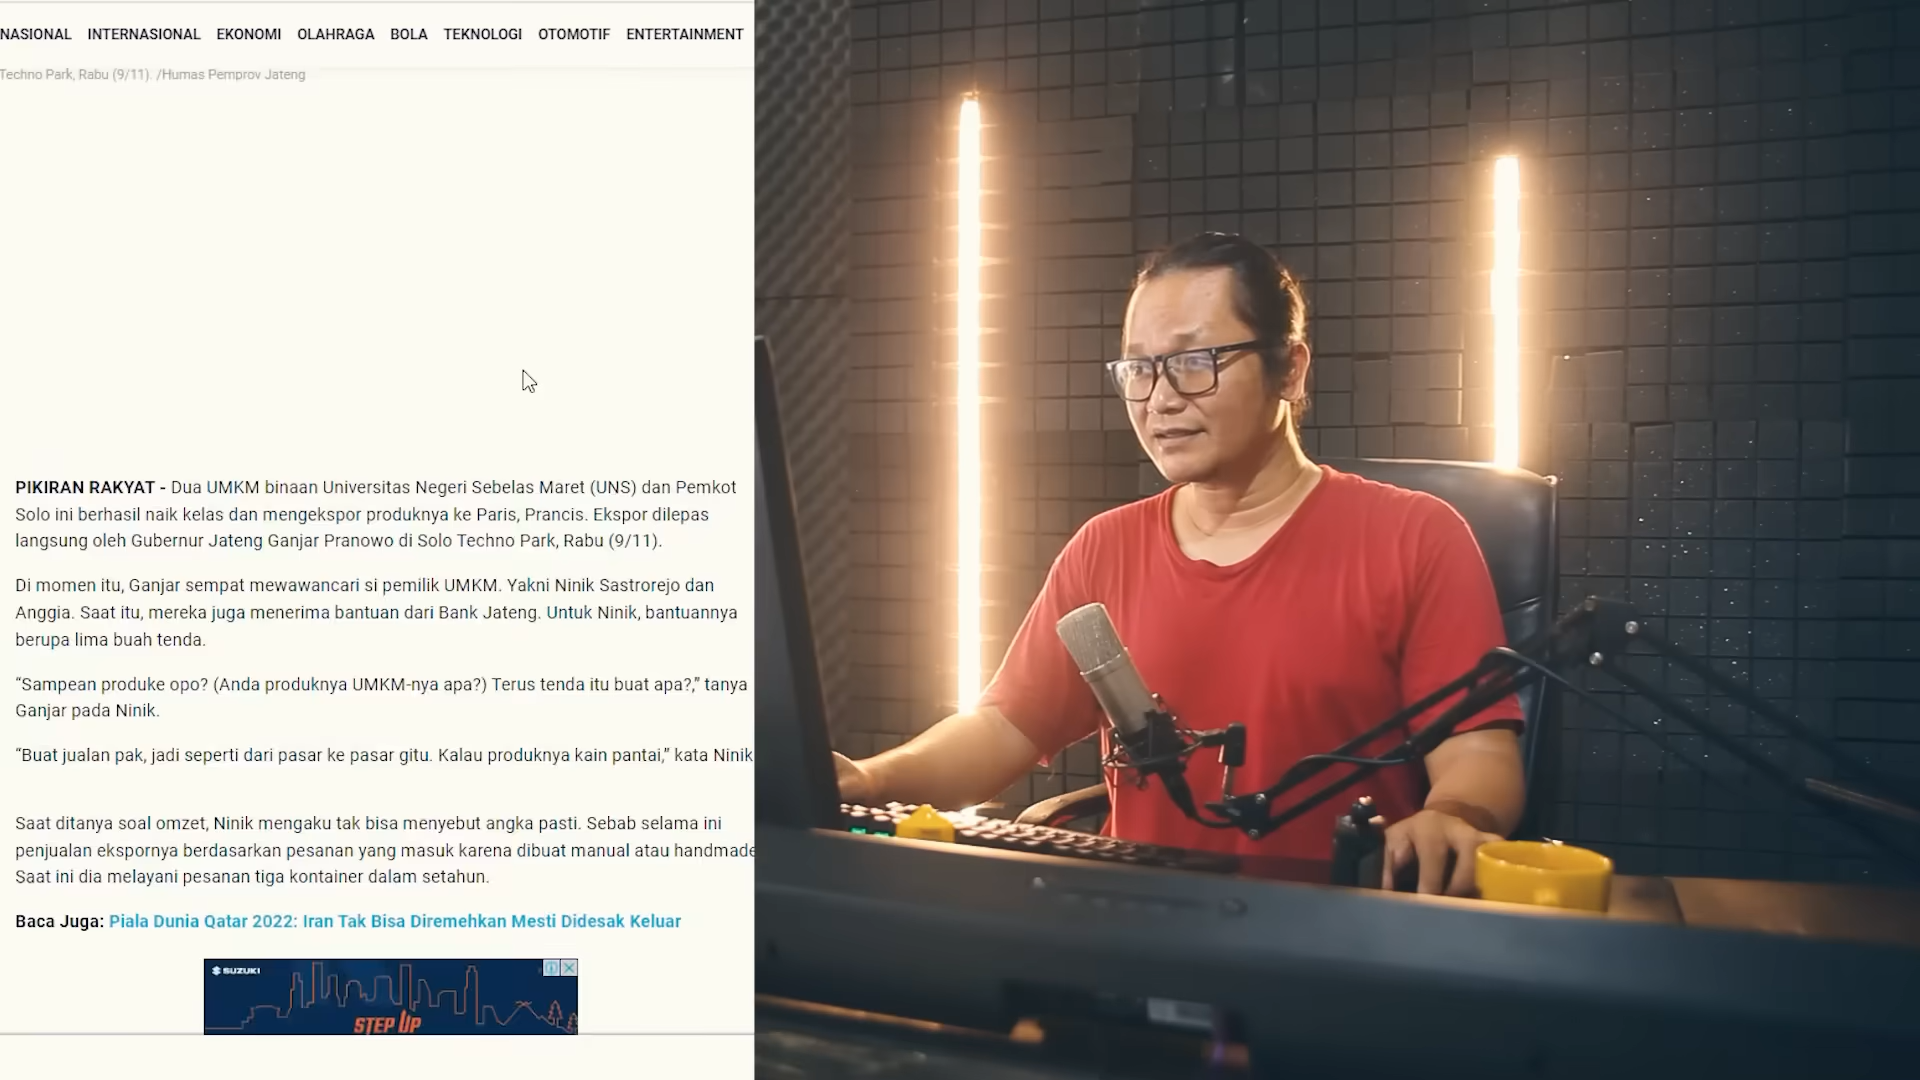 NASIONAL INTERNASIONAL EKONOMI OLAHRAGA BOLA TEKNOLOGI OTOMOTIF ENTERTAINMENT
Techno Park, Rabu (9/11). /Humas Pemprov Jateng
PIKIRAN RAKYAT - Dua UMKM binaan Universitas Negeri Sebelas Maret (UNS) dan Pemkot
Solo ini berhasil naik kelas dan mengekspor produknya ke Paris, Prancis. Ekspor dilepas
langsung oleh Gubernur Jateng Ganjar Pranowo di Solo Techno Park, Rabu (9/11).
Di momen itu, Ganjar sempat mewawancari si pemilik UMKM. Yakni Ninik Sastrorejo dan
Anggia. Saat itu, mereka juga menerima bantuan dari Bank Jateng. Untuk Ninik, bantuannya
berupa lima buah tenda.
“Sampean produke opo? (Anda produknya UMKM-nya apa?) Terus tenda itu buat apa?,” tanya
Ganjar pada Ninik.
“Buat jualan pak, jadi seperti dari pasar ke pasar gitu. Kalau produknya kain pantai,” kata Ninik
Saat ditanya soal omzet, Ninik mengaku tak bisa menyebut angka pasti. Sebab selama ini
penjualan ekspornya berdasarkan pesanan yang masuk karena dibuat manual atau handmade
Saat ini dia melayani pesanan tiga kontainer dalam setahun.
Baca Juga: Piala Dunia Qatar 2022: Iran Tak Bisa Diremehkan Mesti Didesak Keluar
SUZUKI
STEP UP